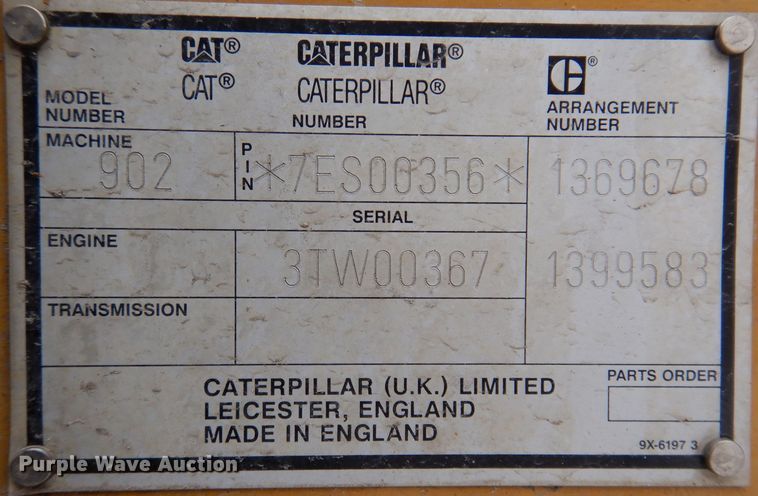 CAT® CATERPILLAR®
CAT® CATERPILLAR® C®
MODEL NUMBER NUMBER ARRANGEMENT NUMBER
MACHINE
902 PIN *7ES00356* 1369678
SERIAL
ENGINE
3TW00367 1399583
TRANSMISSION
PARTS ORDER
CATERPILLAR (U.K.) LIMITED
LEICESTER, ENGLAND
MADE IN ENGLAND
9X-6197 3
Purple Wave Auction